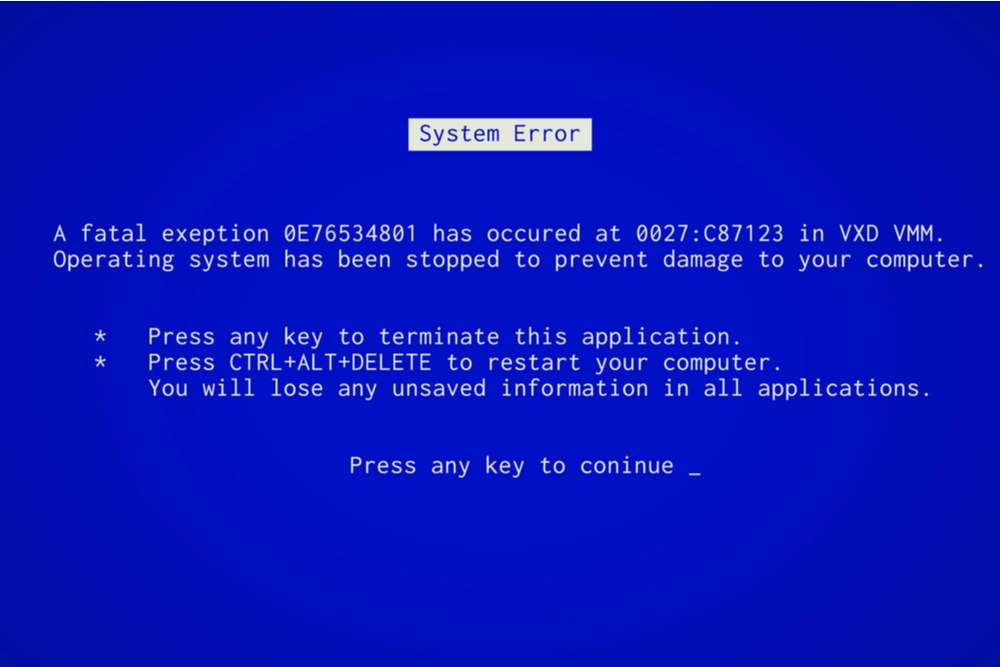 System Error
A fatal exeption 0E76534801 has occured at 0027:C87123 in VXD VMM.
Operating system has been stopped to prevent damage to your computer.
* Press any key to terminate this application.
* Press CTRL+ALT+DELETE to restart your computer.
You will lose any unsaved information in all applications.
Press any key to coninue _